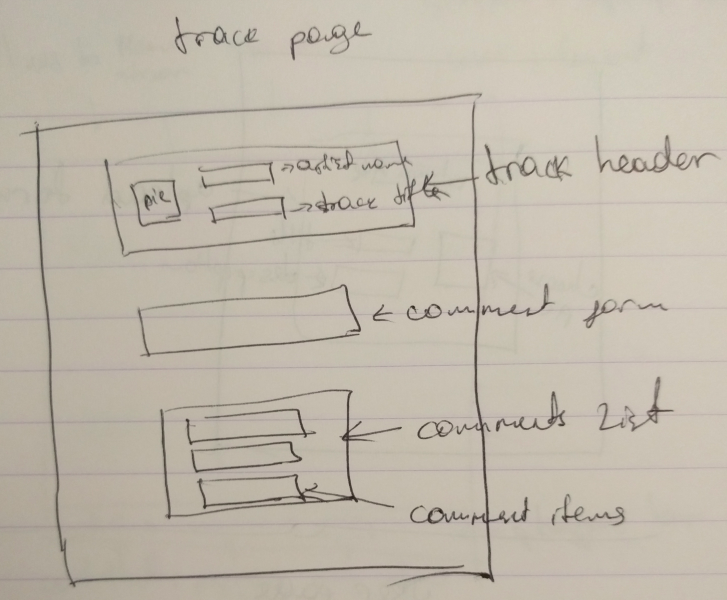 track page
pic
artist name
track title
track header
comment form
comments list
comment items